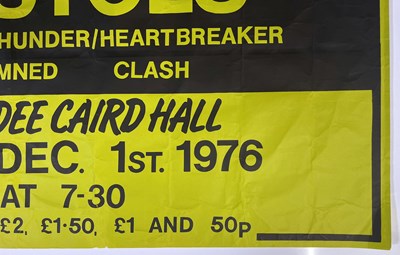 STOLS
HUNDER/HEARTBREAKER
MNED CLASH
DEE CAIRD HALL
DEC. 1ST. 1976
AT 7-30
£2, £1·50, £1 AND 50p